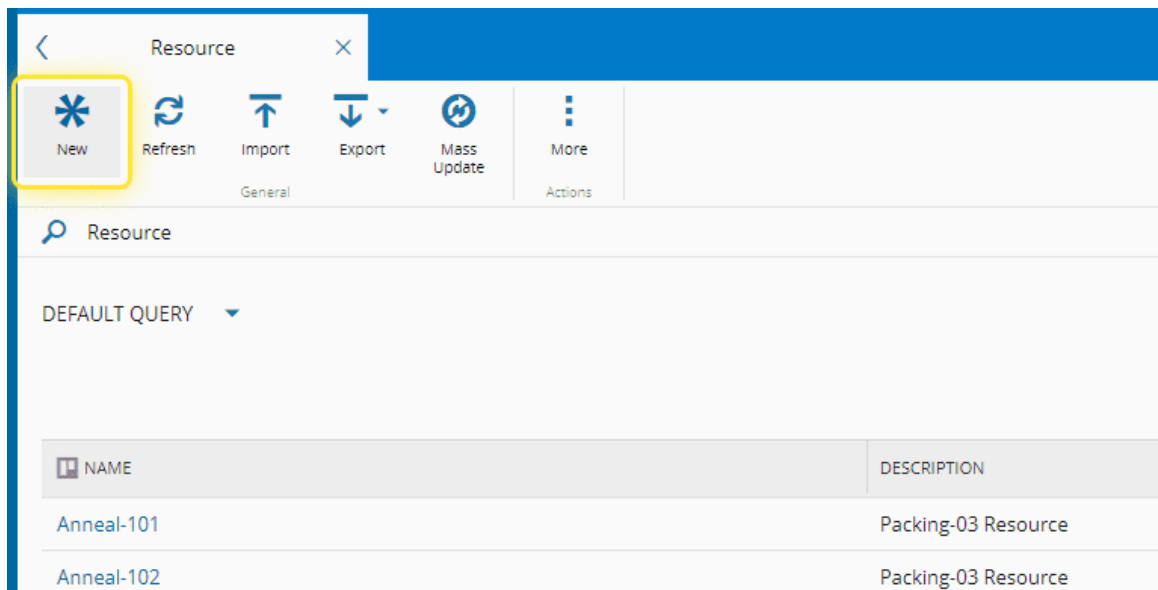 Resource
New Refresh Import Export Mass Update More
General Actions
Resource
DEFAULT QUERY
NAME DESCRIPTION
Anneal-101 Packing-03 Resource
Anneal-102 Packing-03 Resource